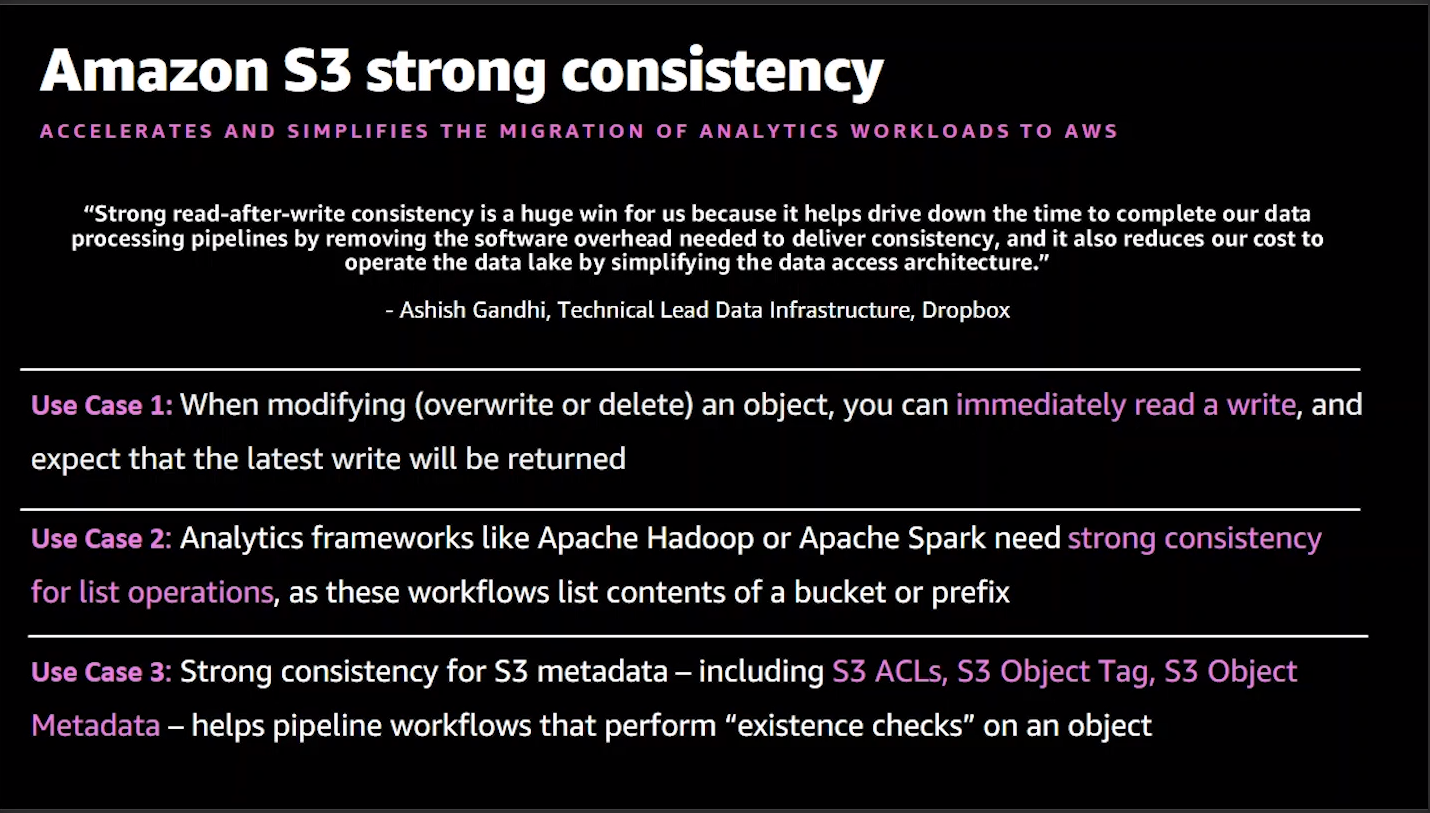 Amazon S3 strong consistency
ACCELERATES AND SIMPLIFIES THE MIGRATION OF ANALYTICS WORKLOADS TO AWS
“Strong read-after-write consistency is a huge win for us because it helps drive down the time to complete our data
processing pipelines by removing the software overhead needed to deliver consistency, and it also reduces our cost to
operate the data lake by simplifying the data access architecture.”
- Ashish Gandhi, Technical Lead Data Infrastructure, Dropbox
Use Case 1: When modifying (overwrite or delete) an object, you can immediately read a write, and
expect that the latest write will be returned
Use Case 2: Analytics frameworks like Apache Hadoop or Apache Spark need strong consistency
for list operations, as these workflows list contents of a bucket or prefix
Use Case 3: Strong consistency for S3 metadata – including S3 ACLs, S3 Object Tag, S3 Object
Metadata – helps pipeline workflows that perform “existence checks” on an object